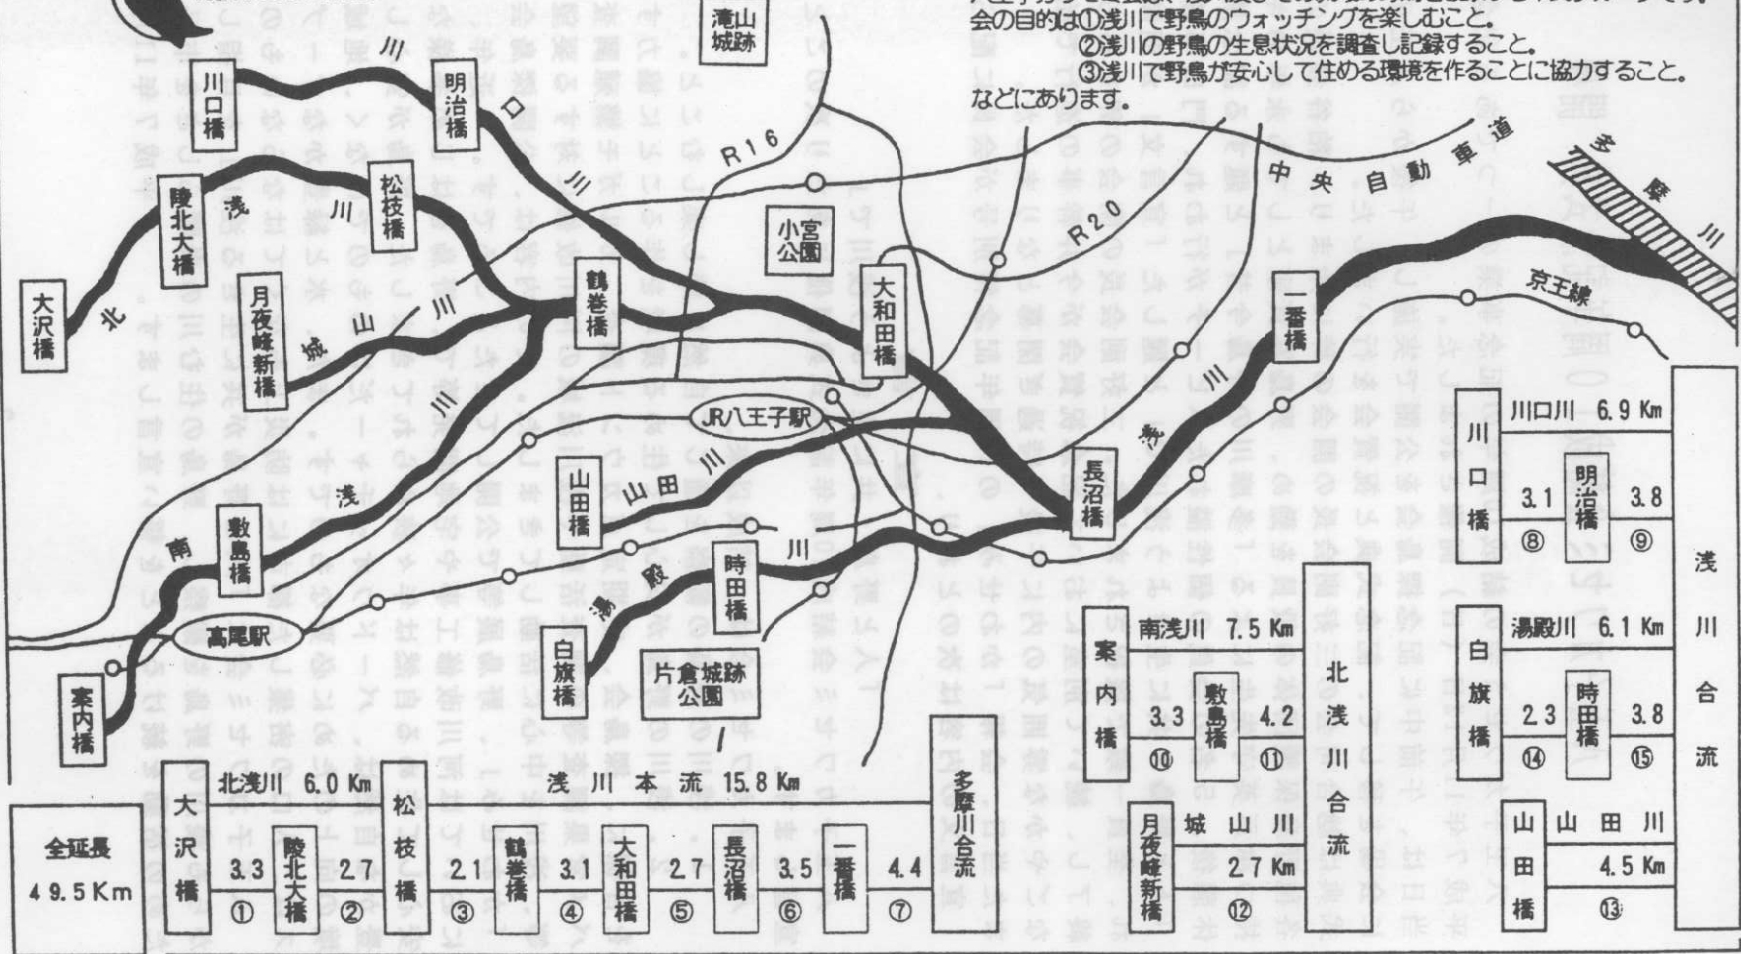 会の目的は①浅川で野鳥のウォッチングを楽しむこと。
②浅川の野鳥の生息状況を調査し記録すること。
③浅川で野鳥が安心して住める環境を作ることに協力すること。
などにあります。
滝山
城跡
川口橋
川
明治橋
口
川
R16
中央自動車道
多摩川
陵北大橋
浅
川
松枝橋
小宮
公園
R20
大沢橋
北
月夜峰新橋
城
山
川
鶴巻橋
大和田橋
一番橋
京王線
川
JR八王子駅
浅
川
浅
南
敷島橋
山田橋
山田
川
長沼橋
高尾駅
湯
殿
川
時田橋
白旗橋
片倉城跡
公園
案内橋
川口川 6.9 Km
川口橋
3.1
明治橋
3.8
⑧
⑨
浅川合流
南浅川 7.5 Km
案内橋
3.3
敷島橋
4.2
⑩
⑪
北浅川合流
湯殿川 6.1 Km
白旗橋
2.3
時田橋
3.8
⑭
⑮
月夜峰新橋
城山川
2.7 Km
⑫
山田橋
山田川
4.5 Km
⑬
全延長
49.5Km
北浅川 6.0 Km
浅川本流 15.8 Km
大沢橋
3.3
陵北大橋
2.7
松枝橋
2.1
鶴巻橋
3.1
大和田橋
2.7
長沼橋
3.5
一番橋
4.4
多摩川合流
①
②
③
④
⑤
⑥
⑦